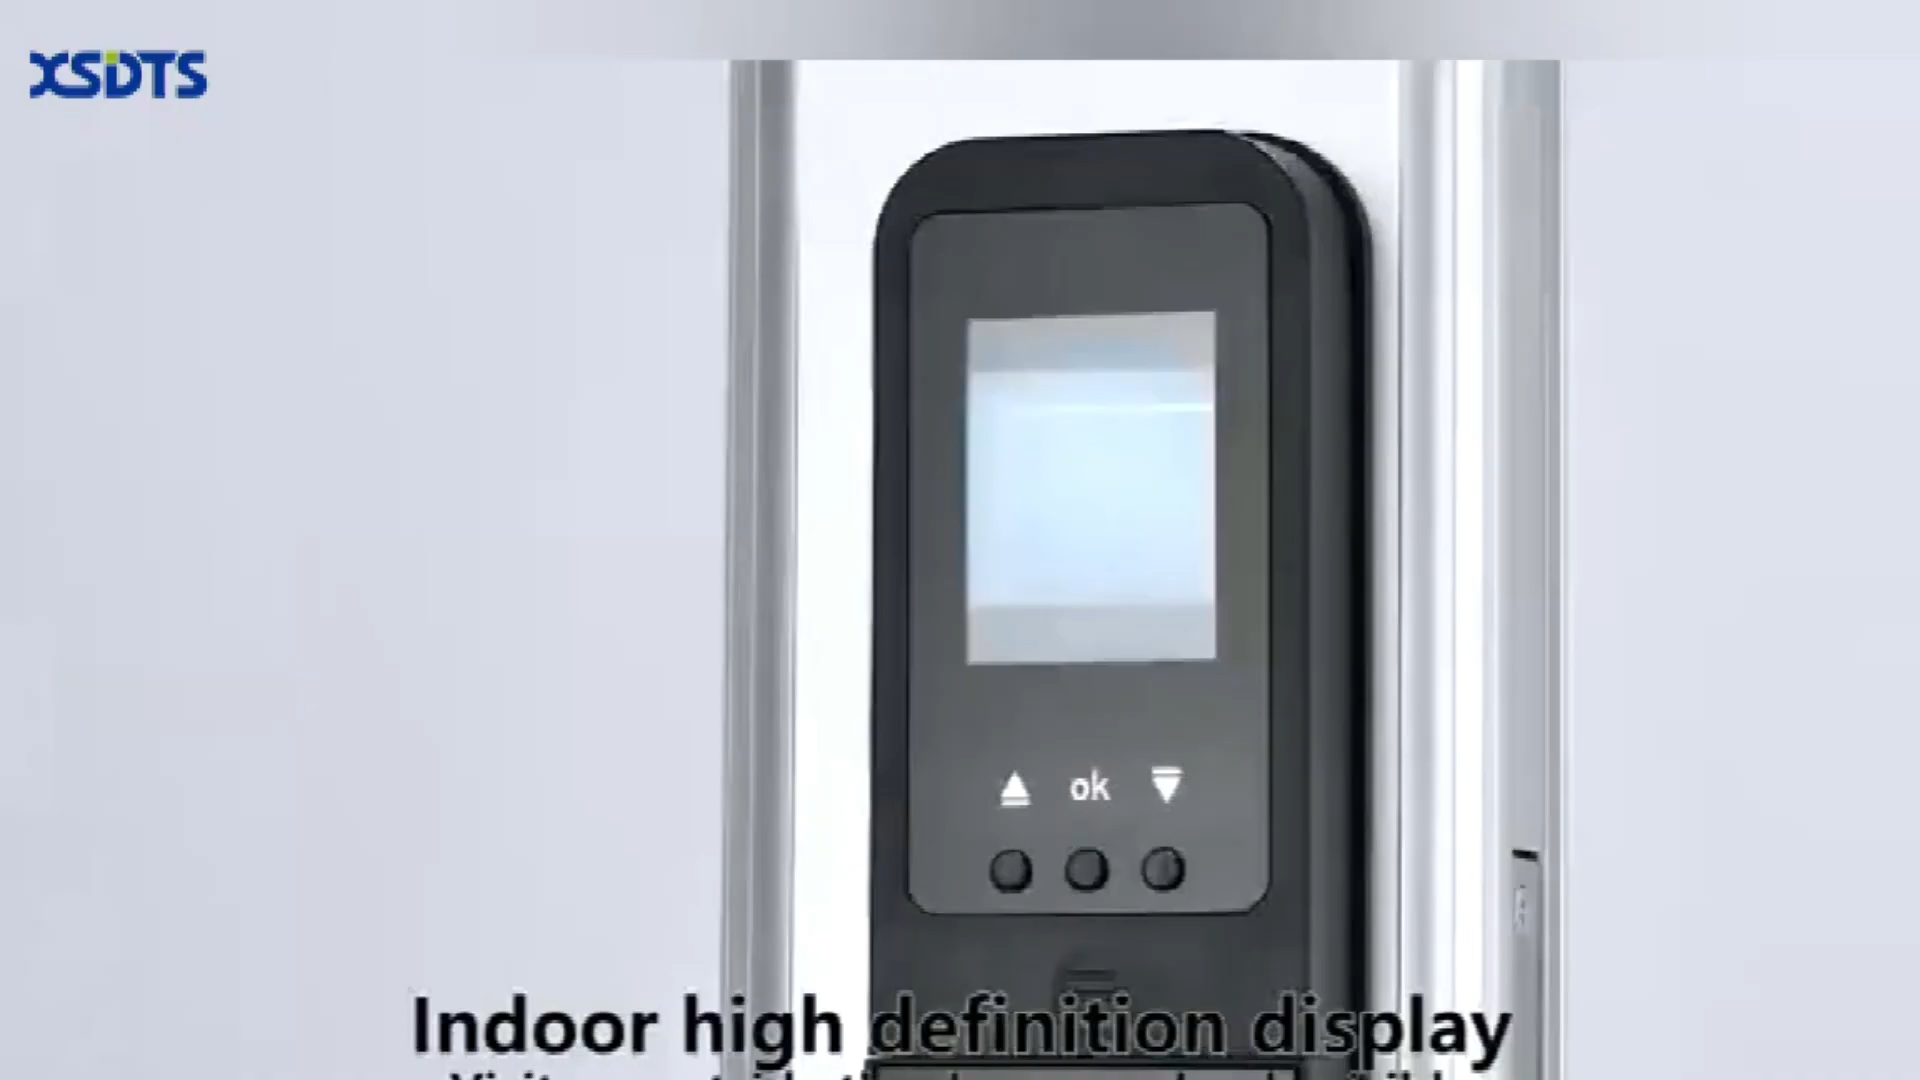 XSDTS
▲ ok ▼
Indoor high definition display